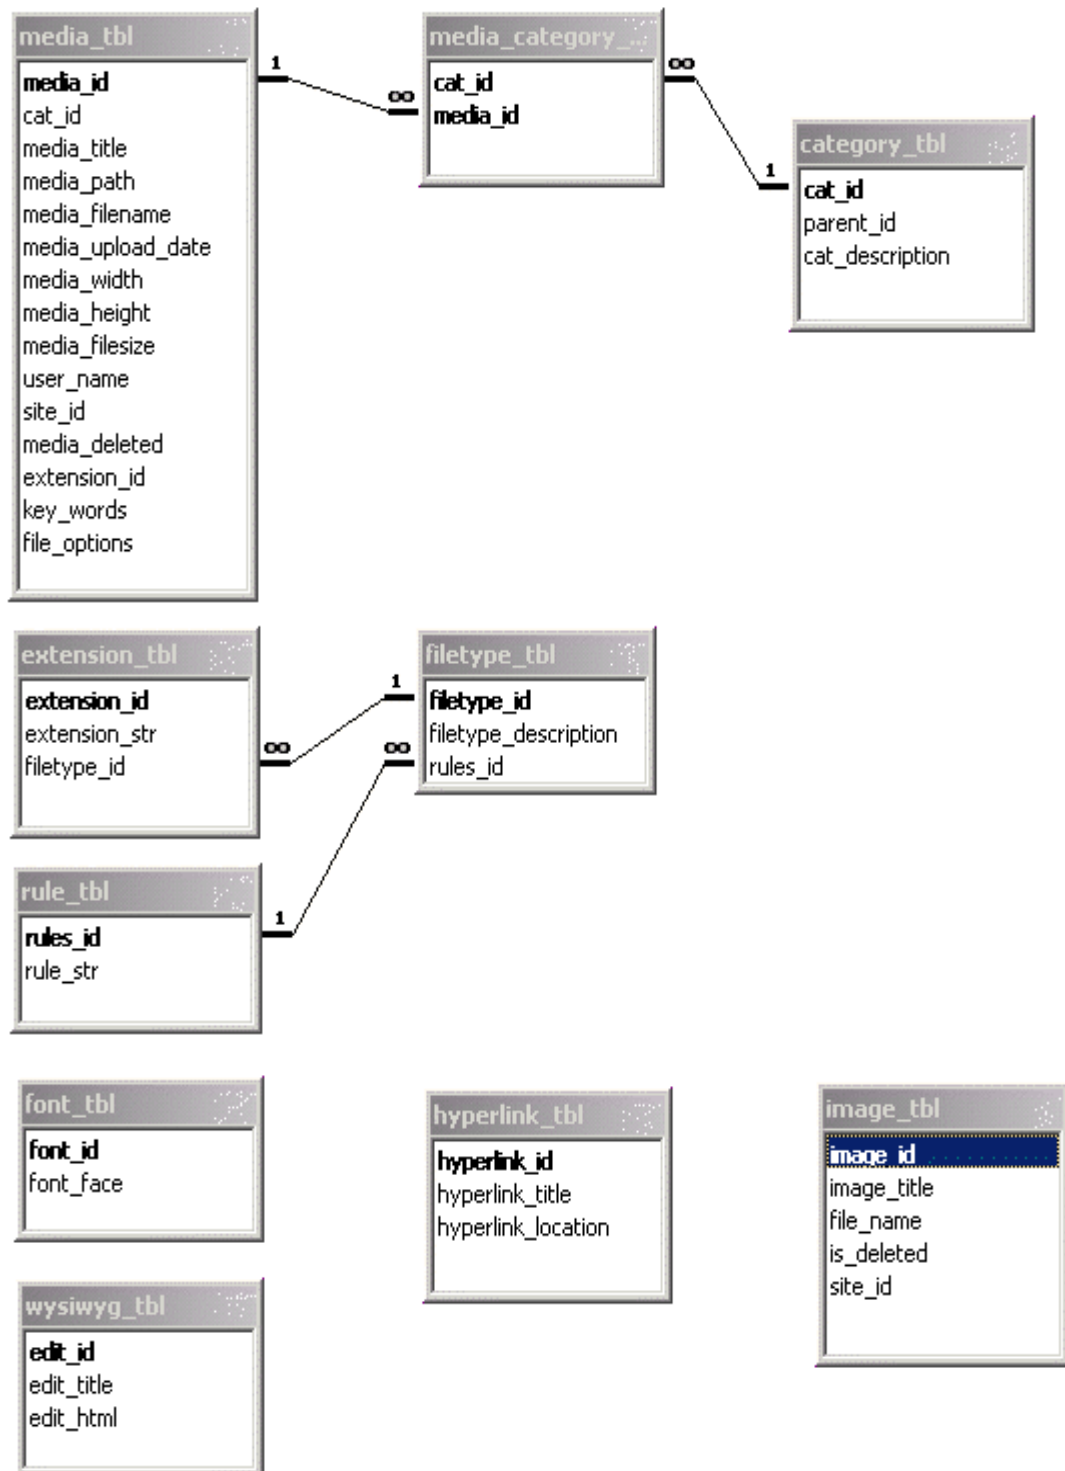 media_tbl
media_id
cat_id
media_title
media_path
media_filename
media_upload_date
media_width
media_height
media_filesize
user_name
site_id
media_deleted
extension_id
key_words
file_options
1
∞
media_category_...
cat_id
media_id
∞
1
category_tbl
cat_id
parent_id
cat_description
extension_tbl
extension_id
extension_str
filetype_id
∞
1
filetype_tbl
filetype_id
filetype_description
rules_id
∞
rule_tbl
rules_id
rule_str
1
font_tbl
font_id
font_face
hyperlink_tbl
hyperlink_id
hyperlink_title
hyperlink_location
image_tbl
image_id
image_title
file_name
is_deleted
site_id
wysiwyg_tbl
edit_id
edit_title
edit_html